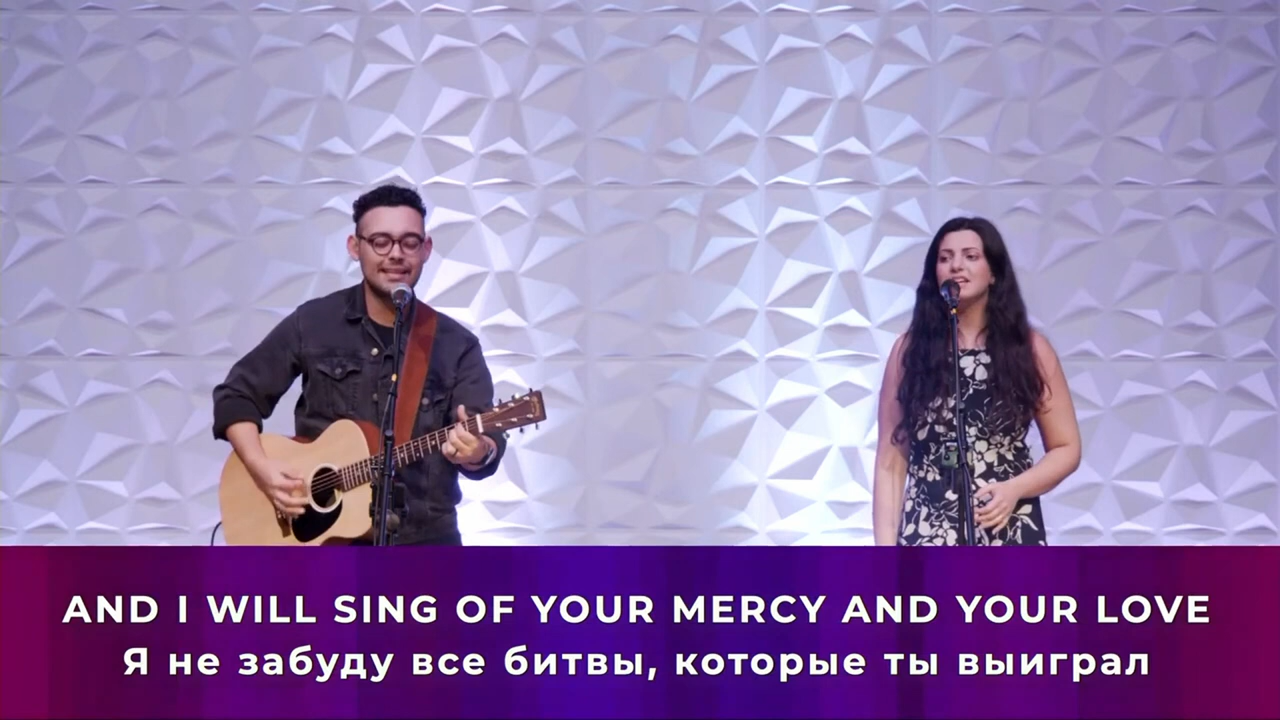 AND I WILL SING OF YOUR MERCY AND YOUR LOVE
Я не забуду все битвы, которые ты выиграл